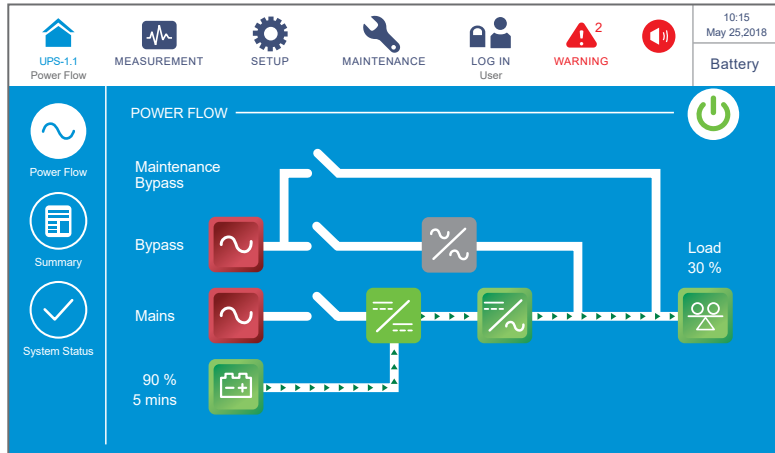 UPS-1.1
Power Flow
MEASUREMENT
SETUP
MAINTENANCE
LOG IN
User
2
WARNING
10:15
May 25,2018
Battery
POWER FLOW
Power Flow
Summary
System Status
Maintenance
Bypass
Bypass
Mains
90 %
5 mins
Load
30 %